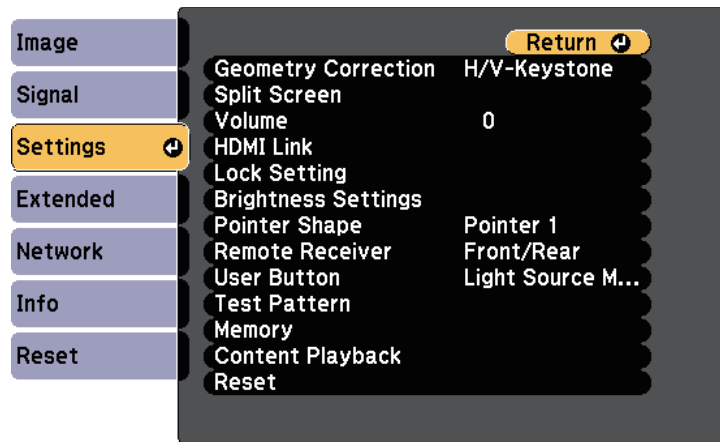 Image
Signal
Settings
Extended
Network
Info
Reset
Return
Geometry Correction H/V-Keystone
Split Screen
Volume 0
HDMI Link
Lock Setting
Brightness Settings
Pointer Shape Pointer 1
Remote Receiver Front/Rear
User Button Light Source M...
Test Pattern
Memory
Content Playback
Reset